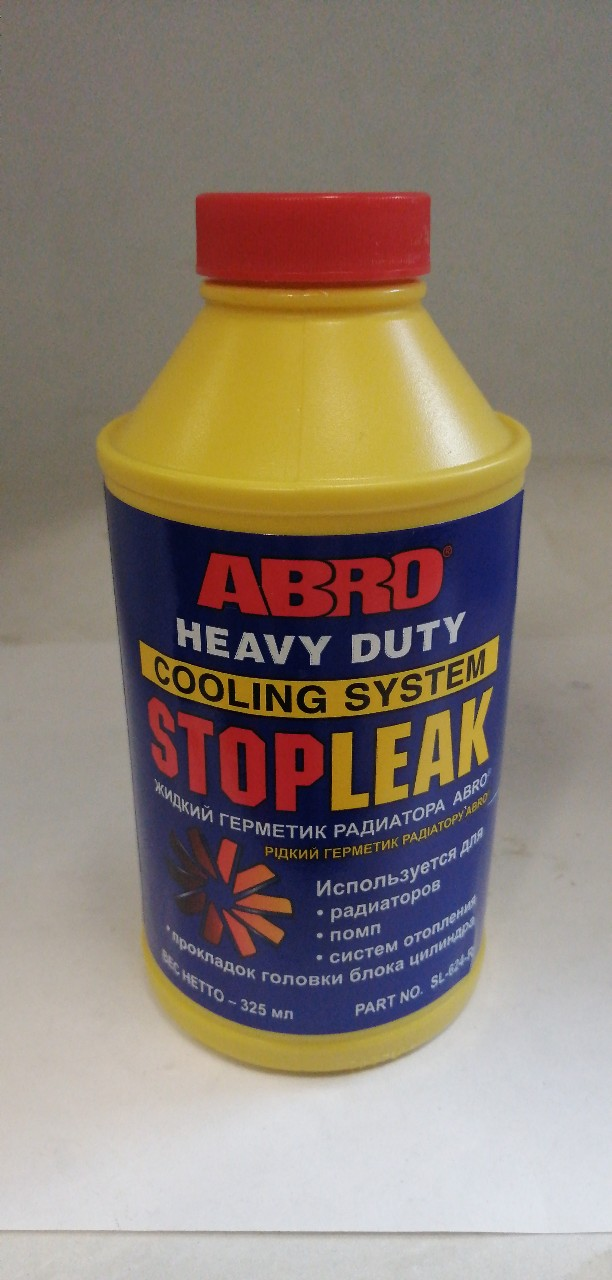 ABRO®
HEAVY DUTY
COOLING SYSTEM
STOPLEAK
ЖИДКИЙ ГЕРМЕТИК РАДИАТОРА ABRO®
РІДКИЙ ГЕРМЕТИК РАДІАТОРУ ABRO®
Используется для
• радиаторов
• помп
• систем отопления
• прокладок головки блока цилиндра
ВЕС НЕТТО – 325 мл
PART NO.